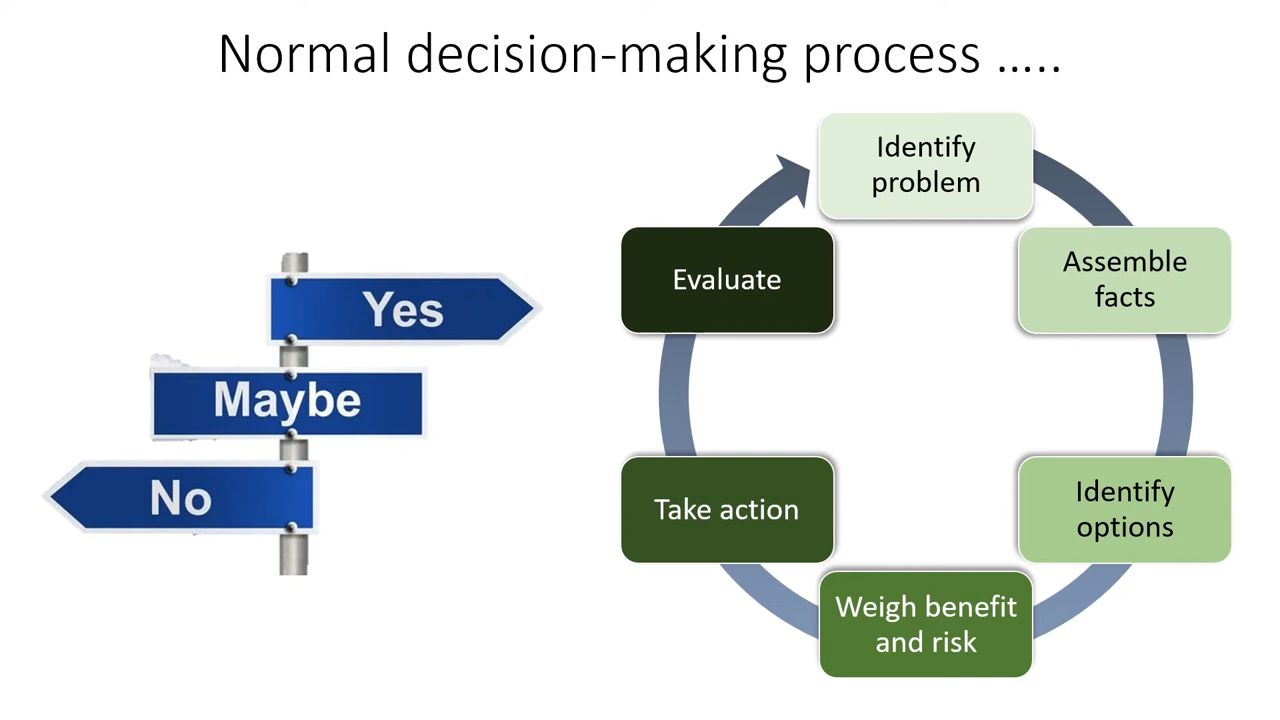 Normal decision-making process .....
Yes
Maybe
No
Identify
problem
Assemble
facts
Identify
options
Weigh benefit
and risk
Take action
Evaluate